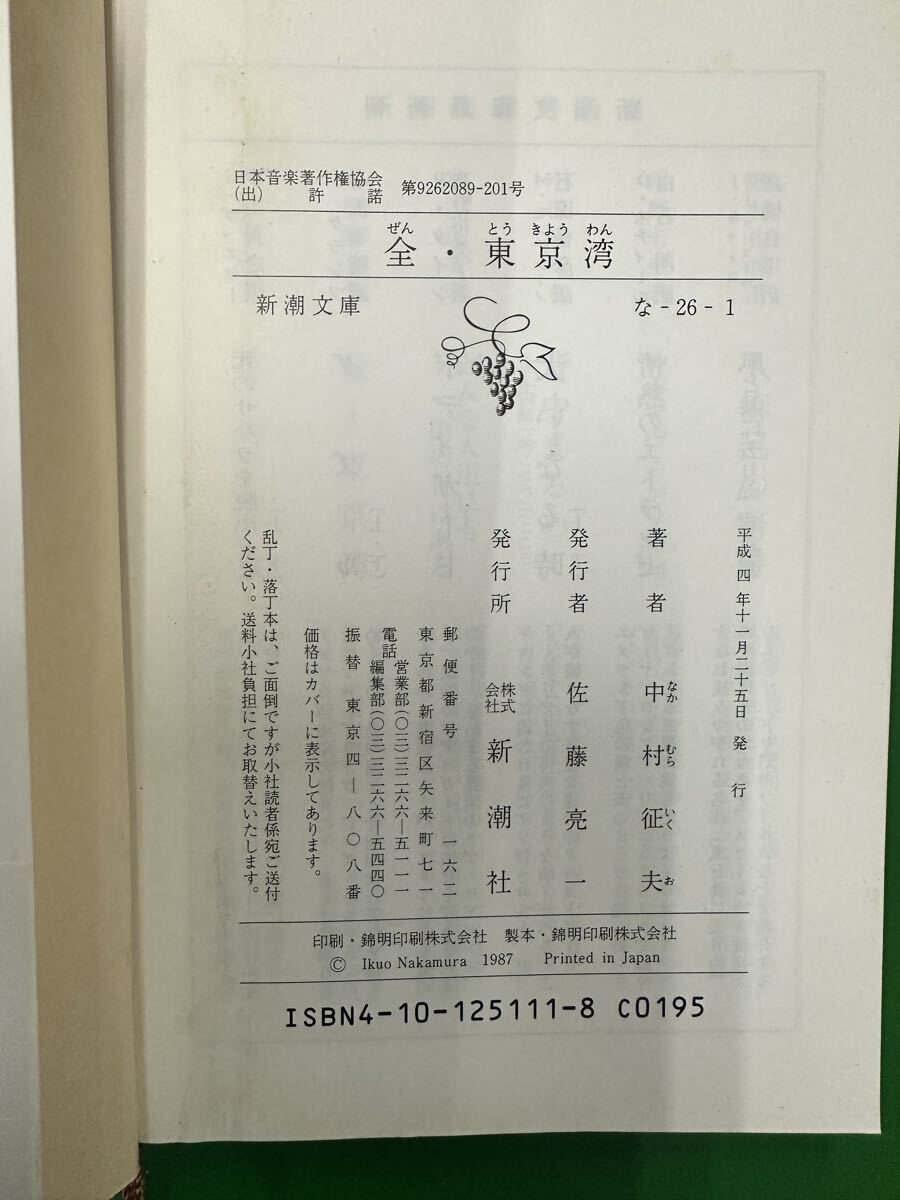 日本音楽著作権協会
(出) 許 諾 第9262089-201号
ぜん とう きよう わん
全・東京湾
新潮文庫 な-26-1
平成四年十一月二十五日 発行
著者 中村征夫
なか むら いく お
発行者 佐藤亮一
発行所 株式会社 新潮社
郵便番号 一六二
東京都新宿区矢来町七一
電話 営業部(〇三)三二六六―五一一一
編集部(〇三)三二六六―五四四〇
振替 東京四―八〇八番
価格はカバーに表示してあります。
乱丁・落丁本は、ご面倒ですが小社読者係宛ご送付
ください。送料小社負担にてお取替えいたします。
印刷・錦明印刷株式会社 製本・錦明印刷株式会社
© Ikuo Nakamura 1987 Printed in Japan
ISBN4-10-125111-8 C0195